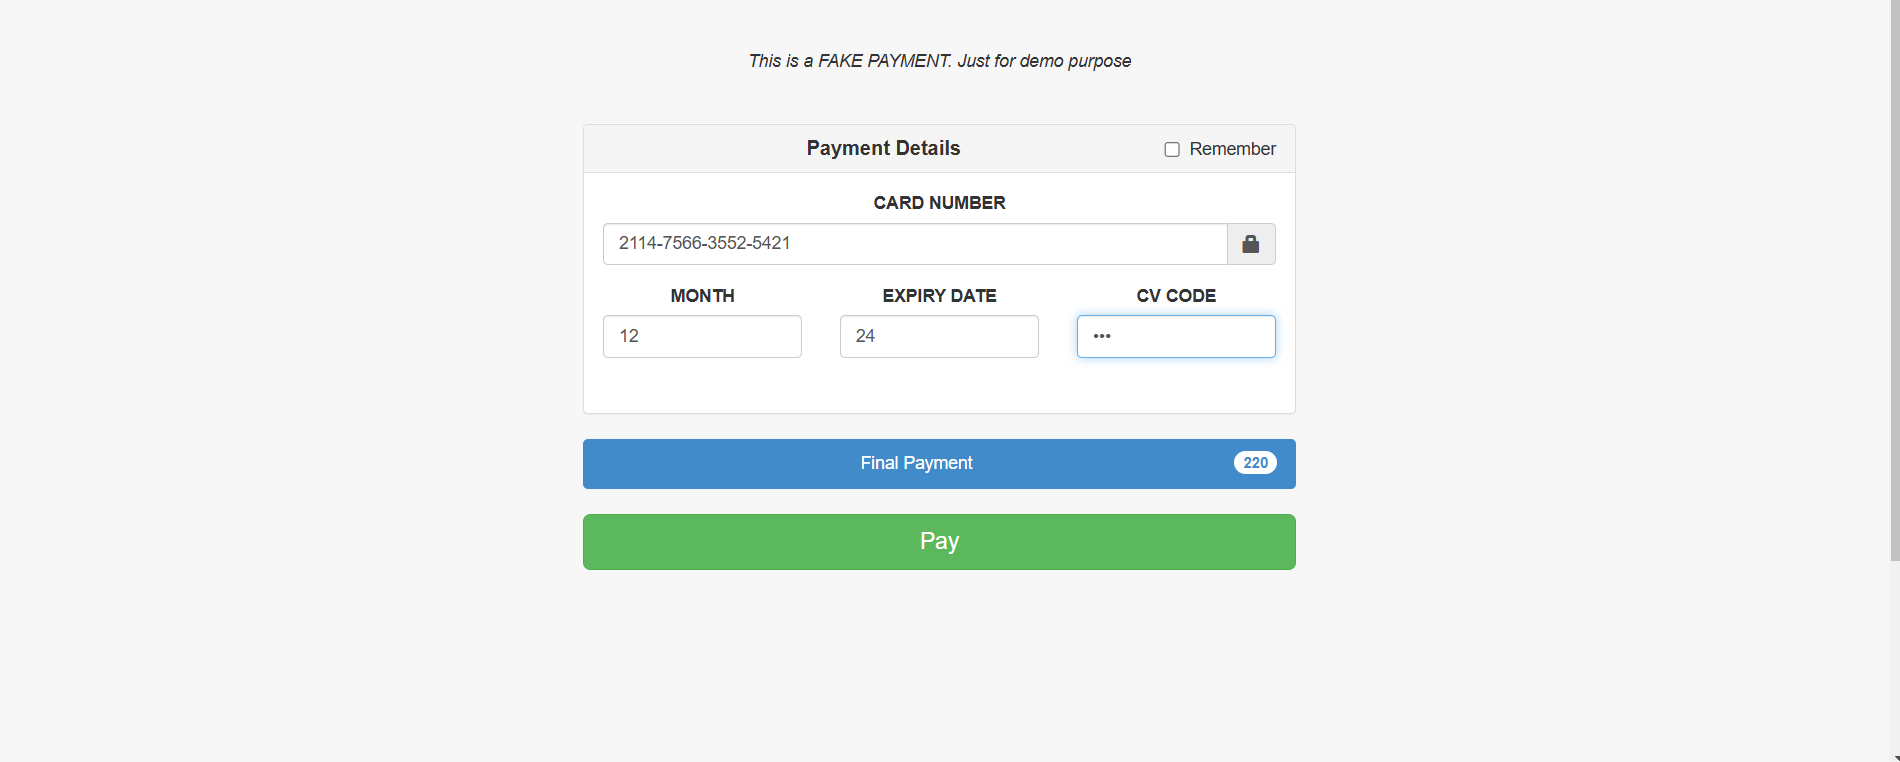 This is a FAKE PAYMENT. Just for demo purpose
Payment Details
Remember
CARD NUMBER
2114-7566-3552-5421
MONTH
EXPIRY DATE
CV CODE
12
24
•••
Final Payment
220
Pay